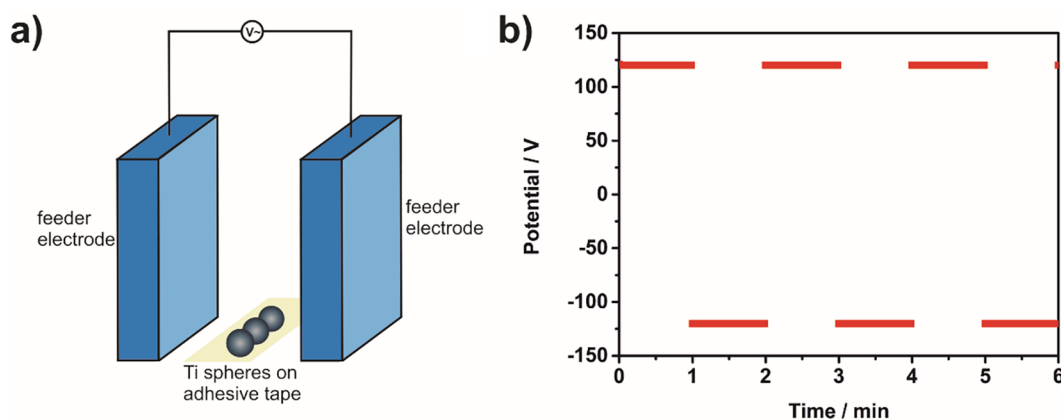 a)
V~
feeder
electrode
feeder
electrode
Ti spheres on
adhesive tape
b)
Potential / V
150
100
50
0
-50
-100
-150
0 1 2 3 4 5 6
Time / min